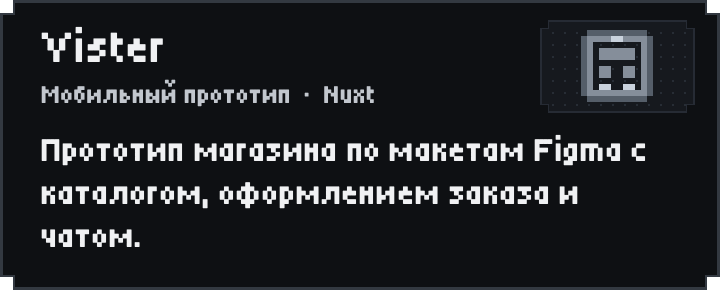 Vister
Мобильный прототип · Nuxt
Прототип магазина по макетам Figma с
каталогом, оформлением заказа и
чатом.